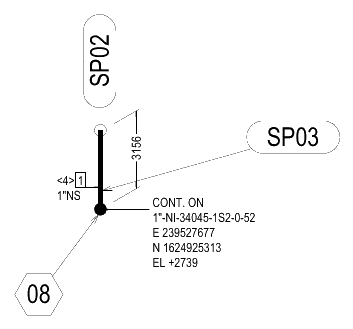 SP02
3156
SP03
<4> 1
1"NS
CONT. ON
1"-NI-34045-1S2-0-52
E 239527677
N 1624925313
EL +2739
08